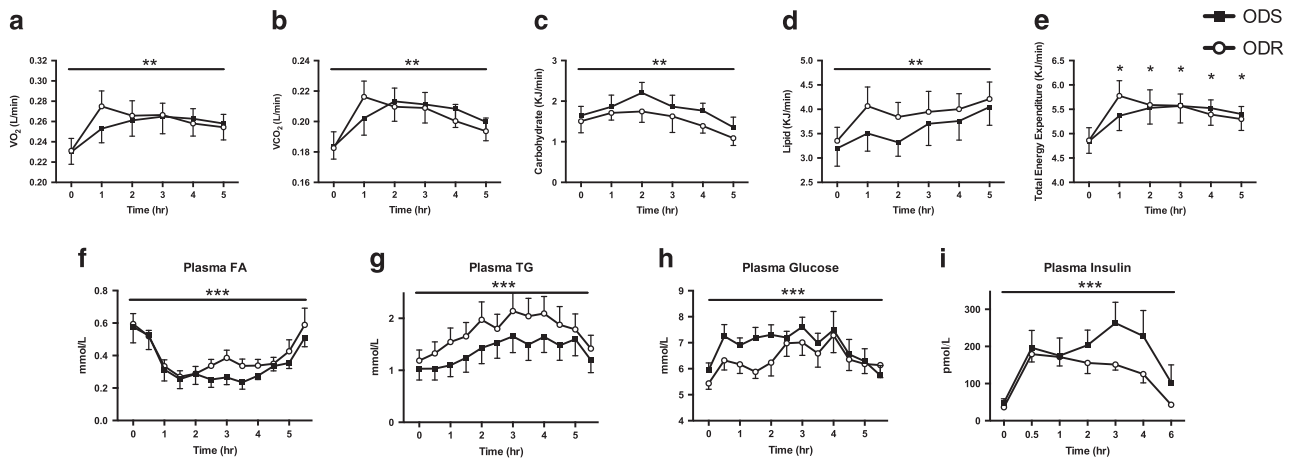 a
b
c
d
e
ODS
ODR
VO2 (L/min)
0.32
0.30
0.28
0.26
0.24
0.22
0.20
**
0 1 2 3 4 5
Time (hr)
VCO2 (L/min)
0.24
0.22
0.20
0.18
0.16
**
0 1 2 3 4 5
Time (hr)
Carbohydrate (KJ/min)
3
2
1
0
**
0 1 2 3 4 5
Time (hr)
Lipid (KJ/min)
5.0
4.5
4.0
3.5
3.0
2.5
**
0 1 2 3 4 5
Time (hr)
Total Energy Expenditure (KJ/min)
6.5
6.0
5.5
5.0
4.5
4.0
* * * * *
0 1 2 3 4 5
Time (hr)
f
Plasma FA
mmol/L
0.8
0.6
0.4
0.2
0.0
***
0 1 2 3 4 5
Time (hr)
g
Plasma TG
mmol/L
2
1
0
***
0 1 2 3 4 5
Time (hr)
h
Plasma Glucose
mmol/L
9
8
7
6
5
4
***
0 1 2 3 4 5
Time (hr)
i
Plasma Insulin
pmol/L
300
200
100
0
***
0 0.5 1 2 3 4 6
Time (hr)